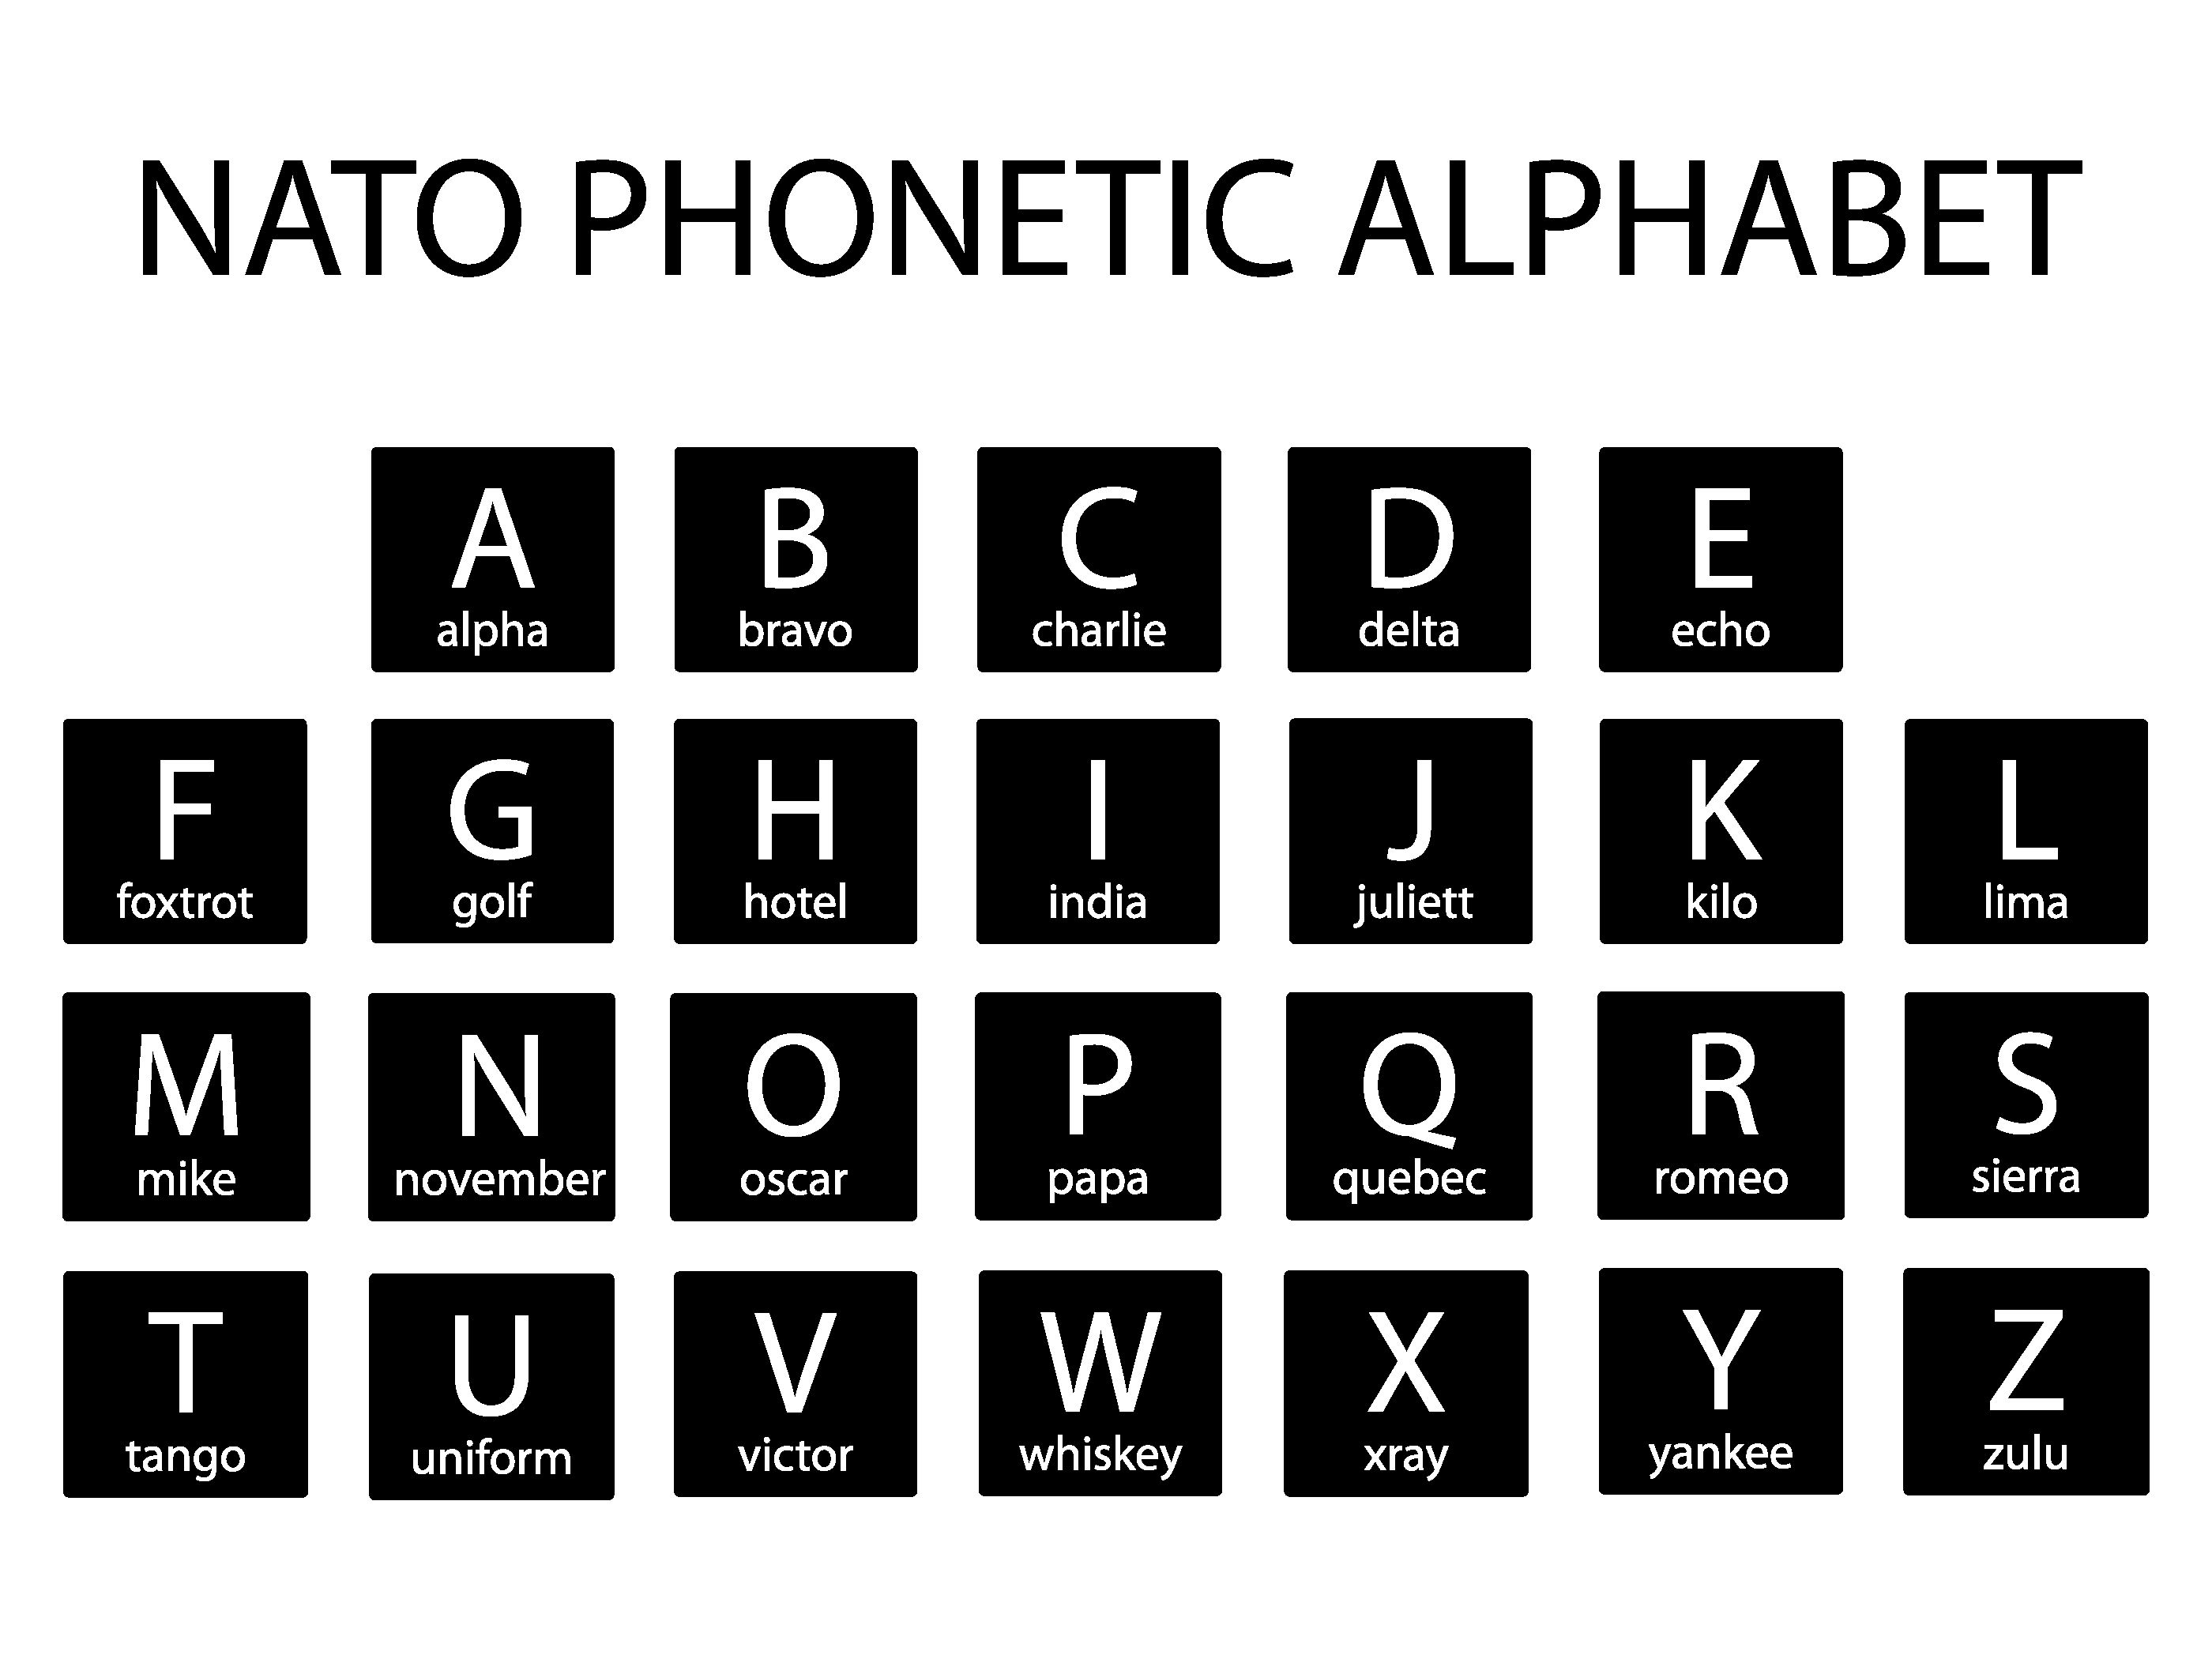 NATO PHONETIC ALPHABET
A B C D E
alpha bravo charlie delta echo
F G H I J K L
foxtrot golf hotel india juliett kilo lima
M N O P Q R S
mike november oscar papa quebec romeo sierra
T U V W X Y Z
tango uniform victor whiskey xray yankee zulu